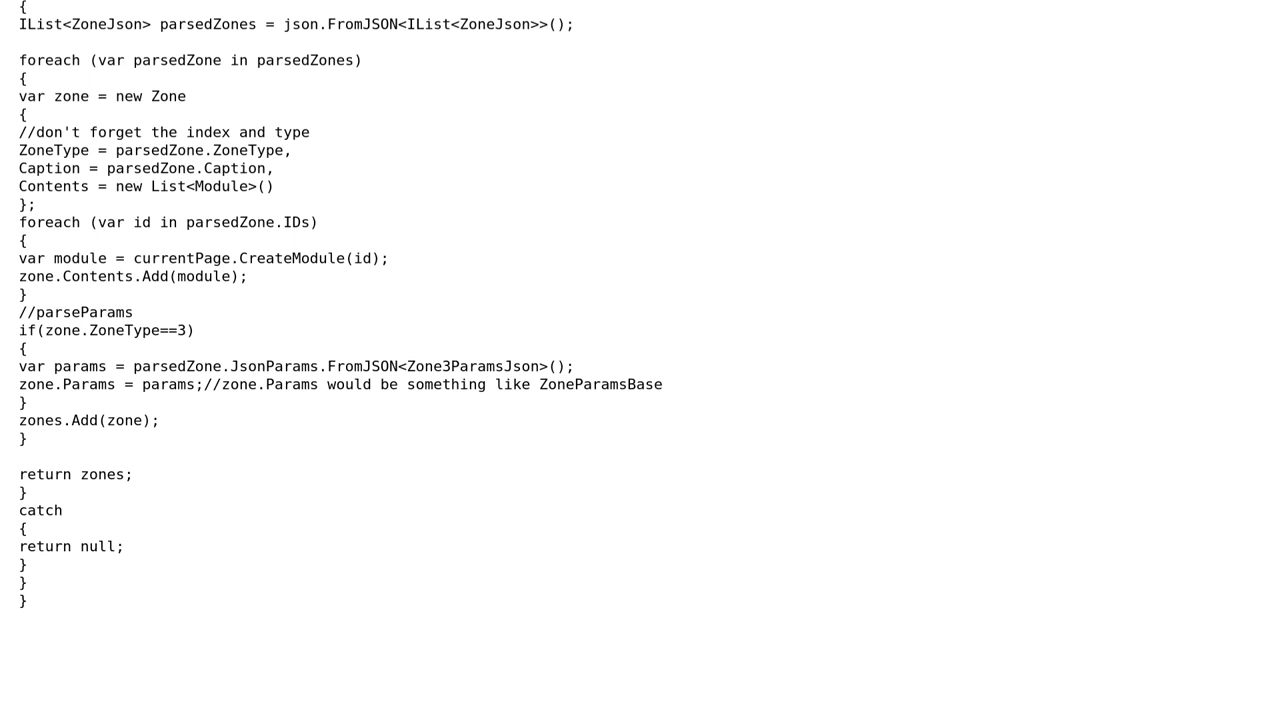 {
IList<ZoneJson> parsedZones = json.FromJSON<IList<ZoneJson>>();

foreach (var parsedZone in parsedZones)
{
var zone = new Zone
{
//don't forget the index and type
ZoneType = parsedZone.ZoneType,
Caption = parsedZone.Caption,
Contents = new List<Module>()
};
foreach (var id in parsedZone.IDs)
{
var module = currentPage.CreateModule(id);
zone.Contents.Add(module);
}
//parseParams
if(zone.ZoneType==3)
{
var params = parsedZone.JsonParams.FromJSON<Zone3ParamsJson>();
zone.Params = params;//zone.Params would be something like ZoneParamsBase
}
zones.Add(zone);
}

return zones;
}
catch
{
return null;
}
}
}